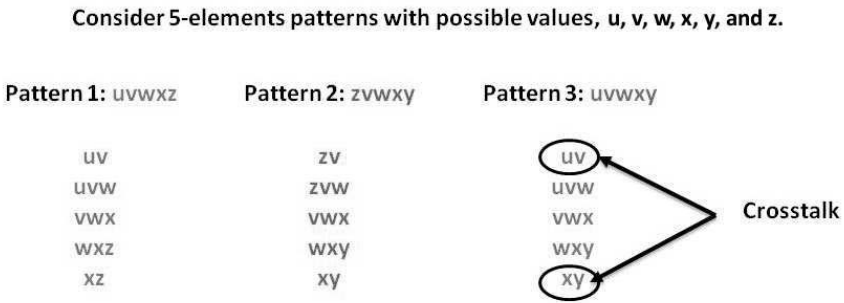 Consider 5-elements patterns with possible values, u, v, w, x, y, and z.
Pattern 1: uvwxz Pattern 2: zvwxy Pattern 3: uvwxy
uv zv uv
uvw zvw uvw
vwx vwx vwx
Crosstalk
wxz wxy wxy
xz xy xy